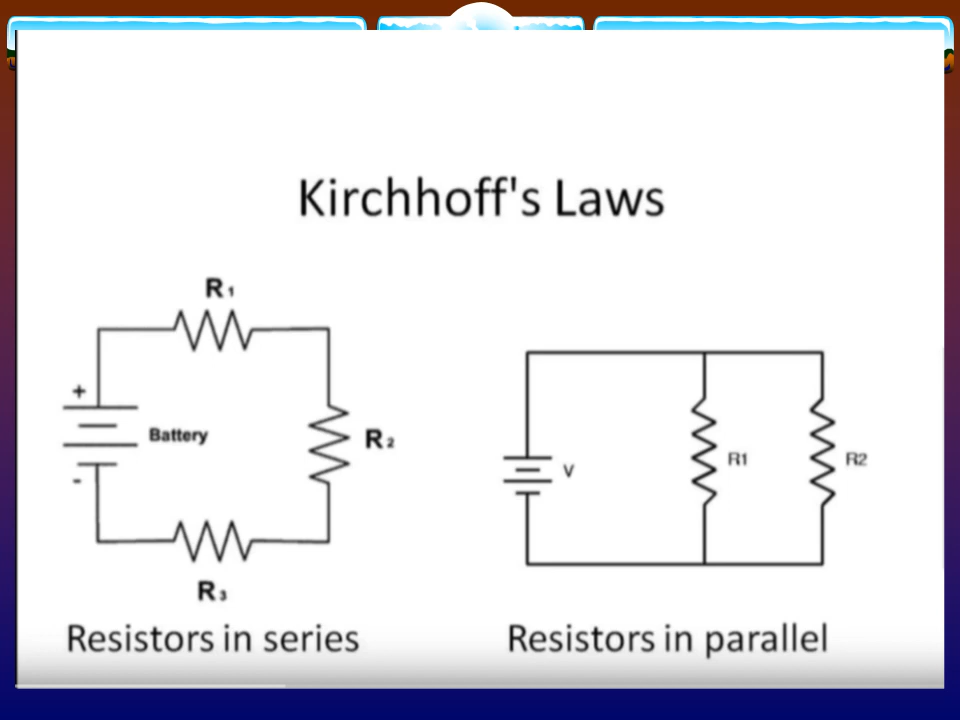 Kirchhoff's Laws
R1
+
Battery
-
R2
R3
V
R1
R2
Resistors in series
Resistors in parallel